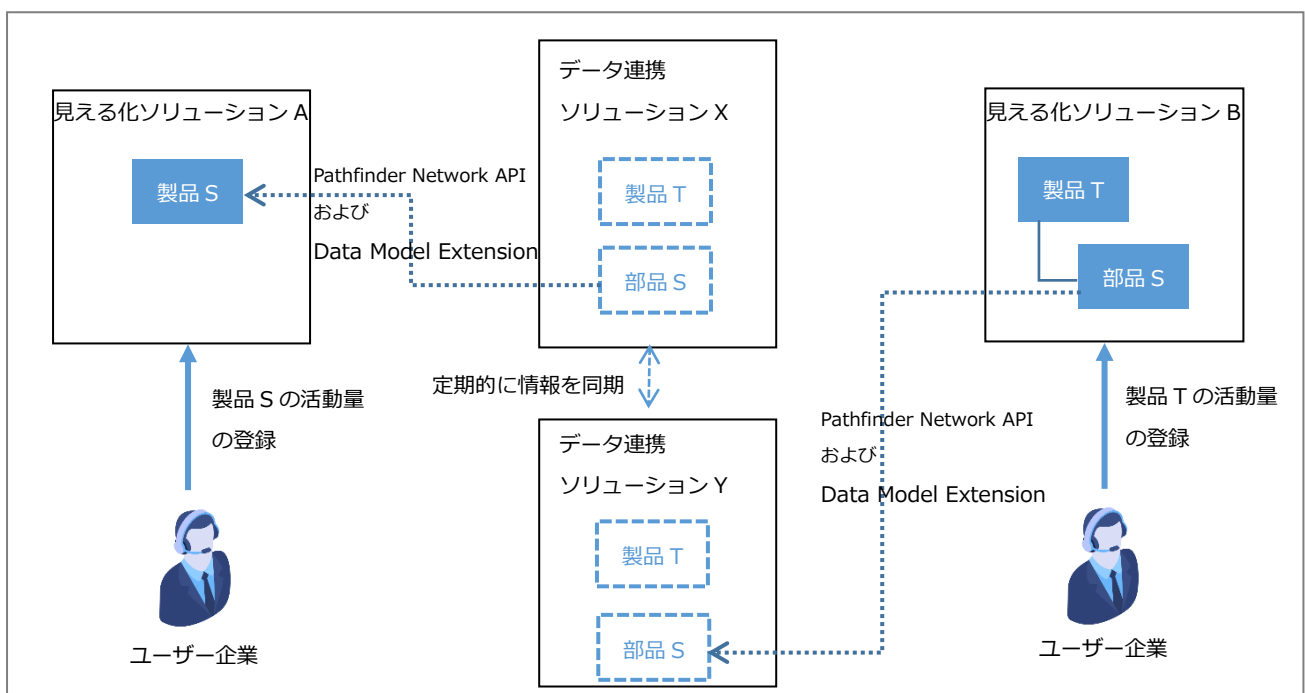 見える化ソリューション A
製品 S
Pathfinder Network API
および
Data Model Extension
製品 S の活動量
の登録
ユーザー企業
データ連携
ソリューション X
製品 T
部品 S
定期的に情報を同期
データ連携
ソリューション Y
製品 T
部品 S
見える化ソリューション B
製品 T
部品 S
Pathfinder Network API
および
Data Model Extension
製品 T の活動量
の登録
ユーザー企業